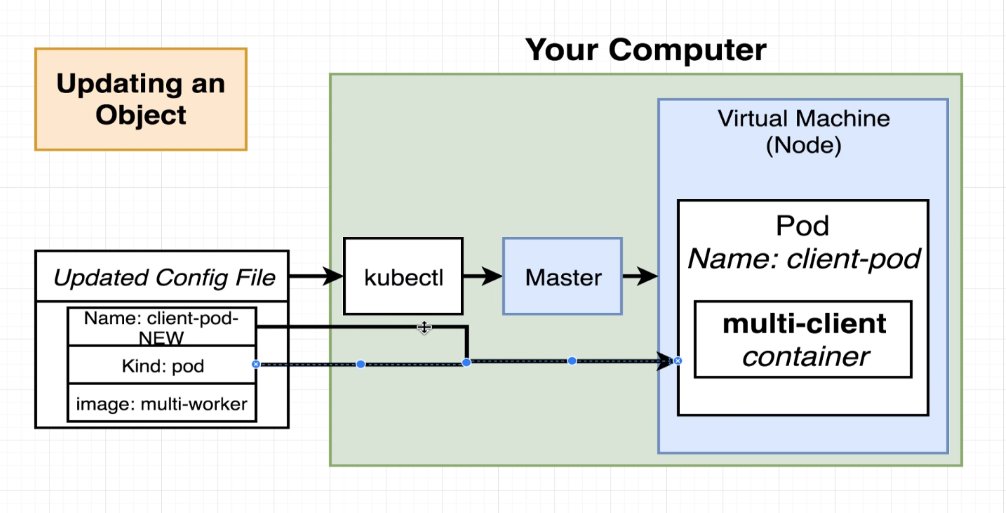 Your Computer
Updating an
Object
Virtual Machine
(Node)
Pod
Name: client-pod
Updated Config File
kubectl
Master
Name: client-pod-
NEW
multi-client
container
Kind: pod
image: multi-worker